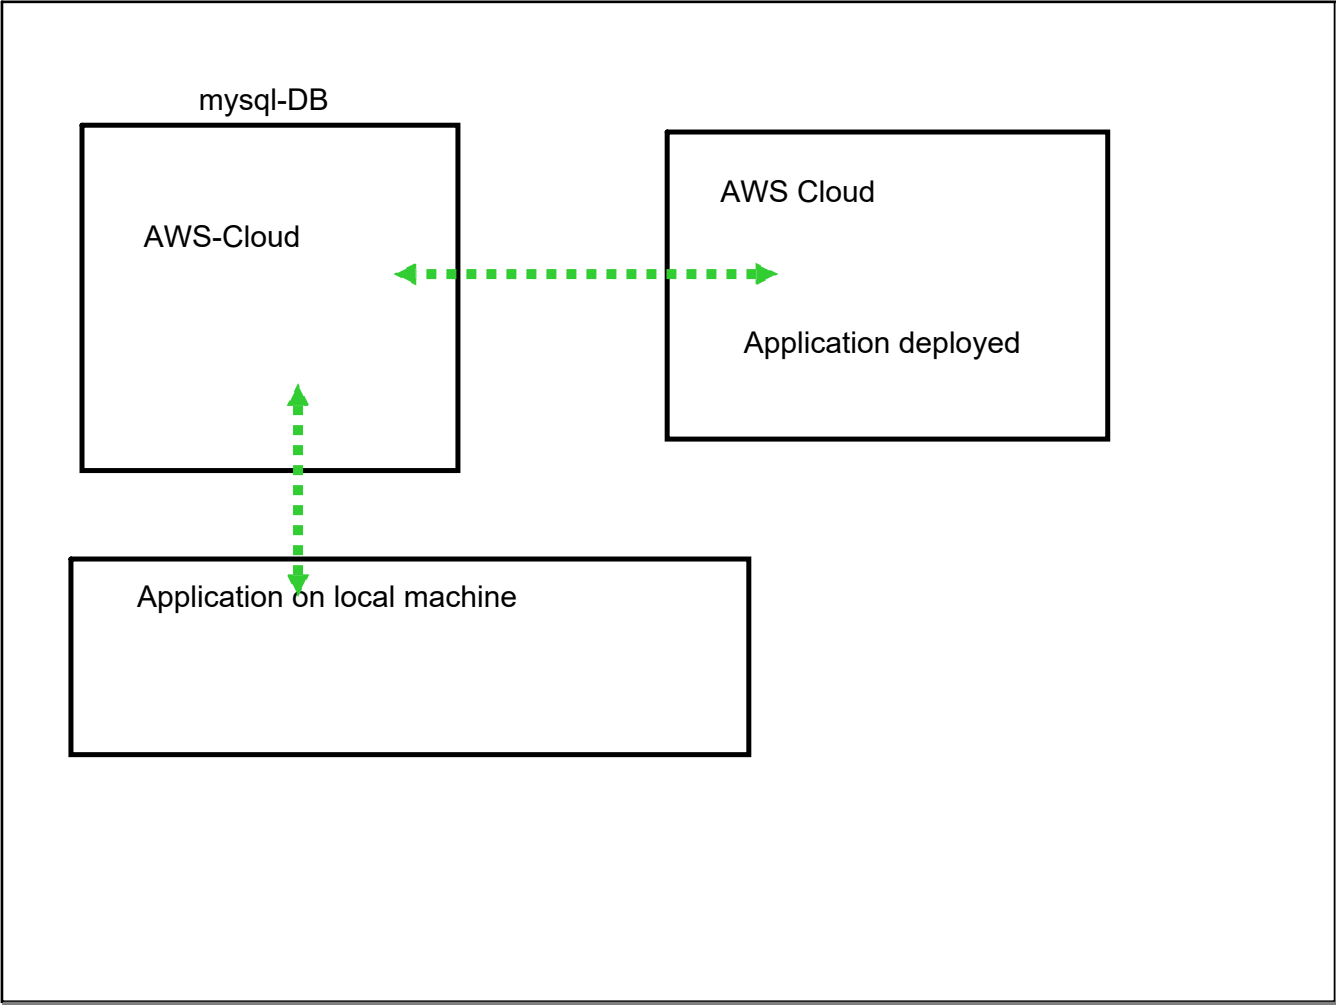 mysql-DB
AWS-Cloud
AWS Cloud
Application deployed
Application on local machine